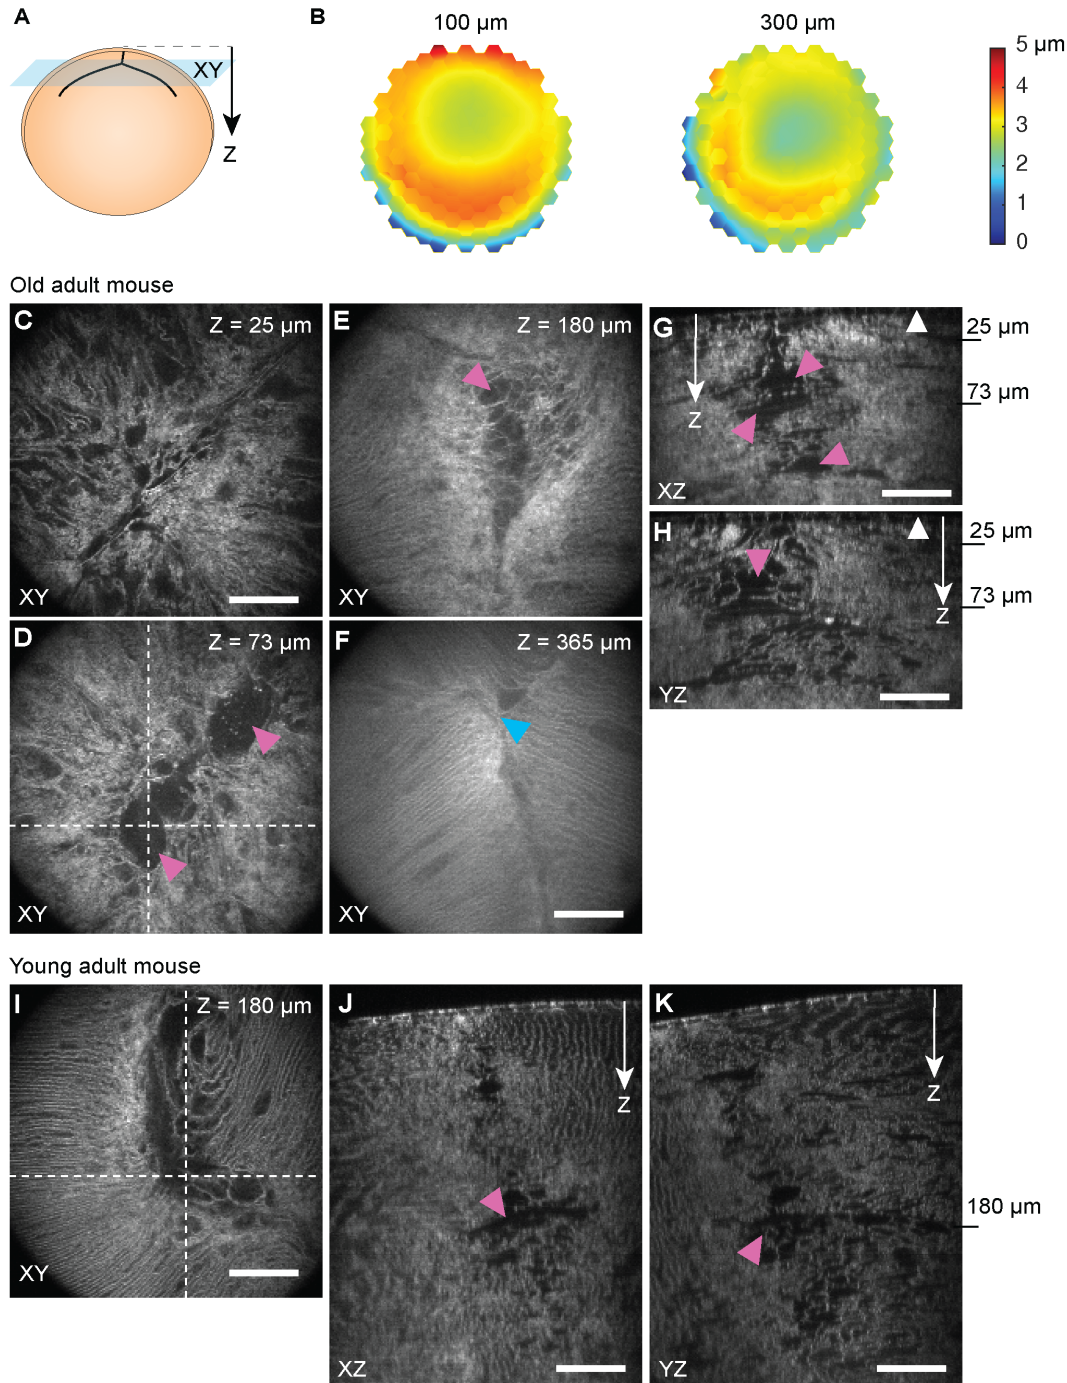 A
XY
Z
B
100 µm
300 µm
5 µm
4
3
2
1
0
Old adult mouse
C
Z = 25 µm
XY
E
Z = 180 µm
XY
G
25 µm
73 µm
Z
XZ
H
25 µm
73 µm
Z
YZ
D
Z = 73 µm
XY
F
Z = 365 µm
XY
Young adult mouse
I
Z = 180 µm
XY
J
Z
XZ
K
Z
180 µm
YZ